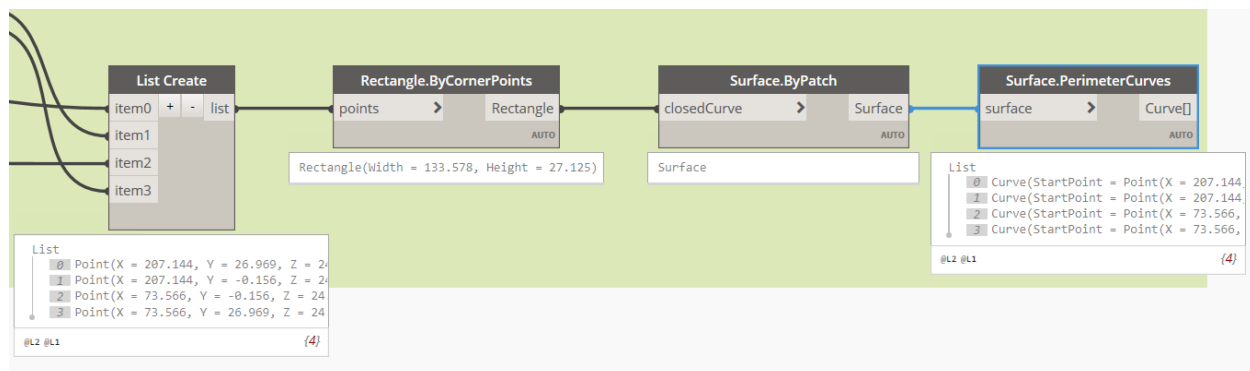 List Create
item0 + - list
item1
item2
item3
List
0 Point(X = 207.144, Y = 26.969, Z = 24
1 Point(X = 207.144, Y = -0.156, Z = 24
2 Point(X = 73.566, Y = -0.156, Z = 24
3 Point(X = 73.566, Y = 26.969, Z = 24
@L2 @L1 {4}
Rectangle.ByCornerPoints
points > Rectangle
AUTO
Rectangle(Width = 133.578, Height = 27.125)
Surface.ByPatch
closedCurve > Surface
AUTO
Surface
Surface.PerimeterCurves
surface > Curve[]
AUTO
List
0 Curve(StartPoint = Point(X = 207.144,
1 Curve(StartPoint = Point(X = 207.144,
2 Curve(StartPoint = Point(X = 73.566,
3 Curve(StartPoint = Point(X = 73.566,
@L2 @L1 {4}